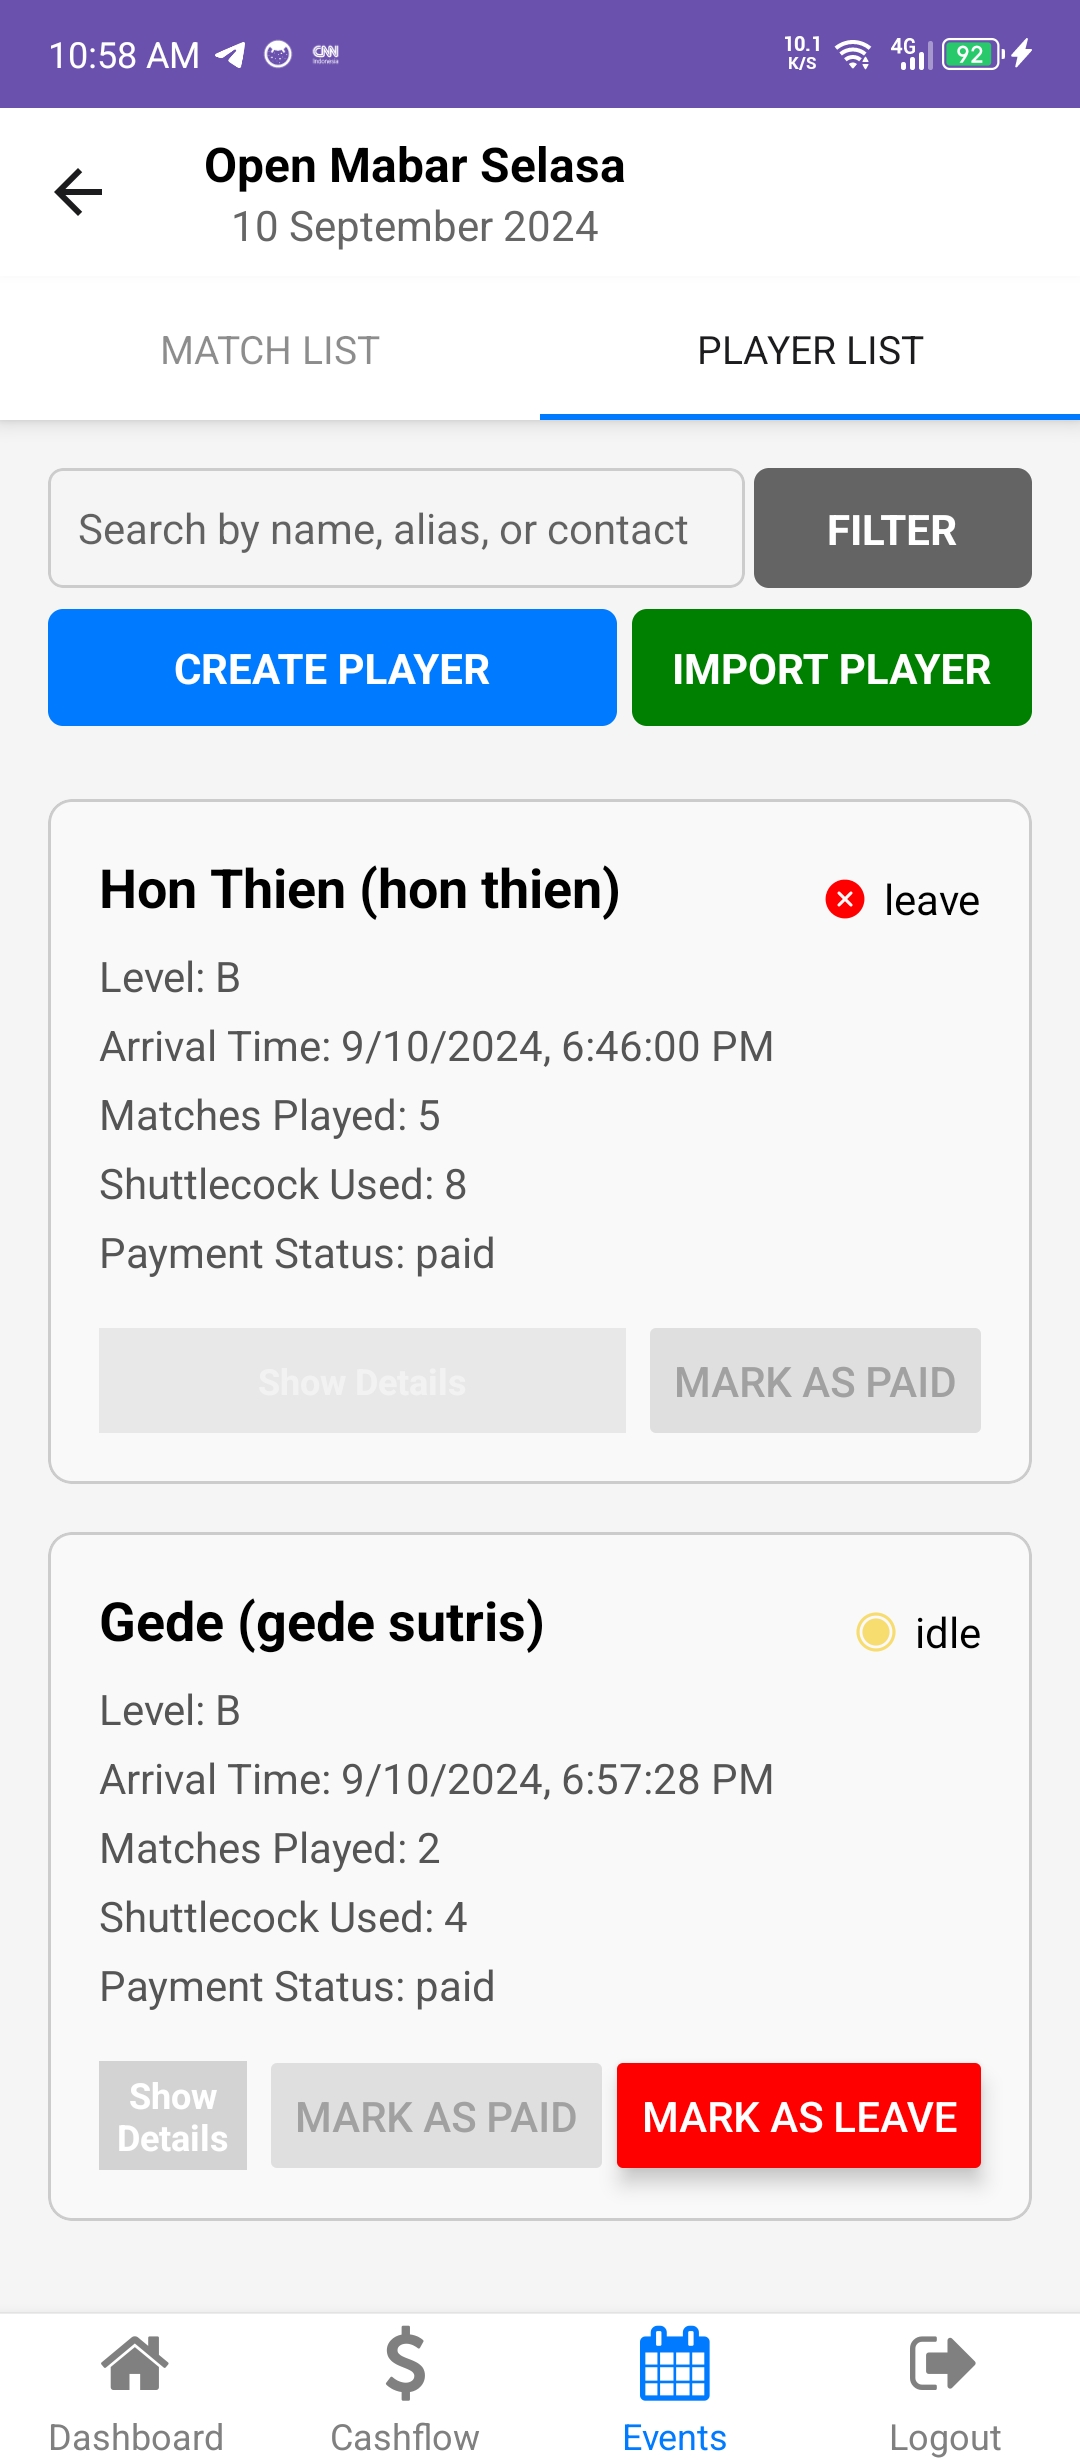 10:58 AM CNN Indonesia 10.1 K/S 4G 92
Open Mabar Selasa
10 September 2024
MATCH LIST PLAYER LIST
Search by name, alias, or contact FILTER
CREATE PLAYER IMPORT PLAYER
Hon Thien (hon thien) leave
Level: B
Arrival Time: 9/10/2024, 6:46:00 PM
Matches Played: 5
Shuttlecock Used: 8
Payment Status: paid
Show Details MARK AS PAID
Gede (gede sutris) idle
Level: B
Arrival Time: 9/10/2024, 6:57:28 PM
Matches Played: 2
Shuttlecock Used: 4
Payment Status: paid
Show
Details MARK AS PAID MARK AS LEAVE
Dashboard Cashflow Events Logout